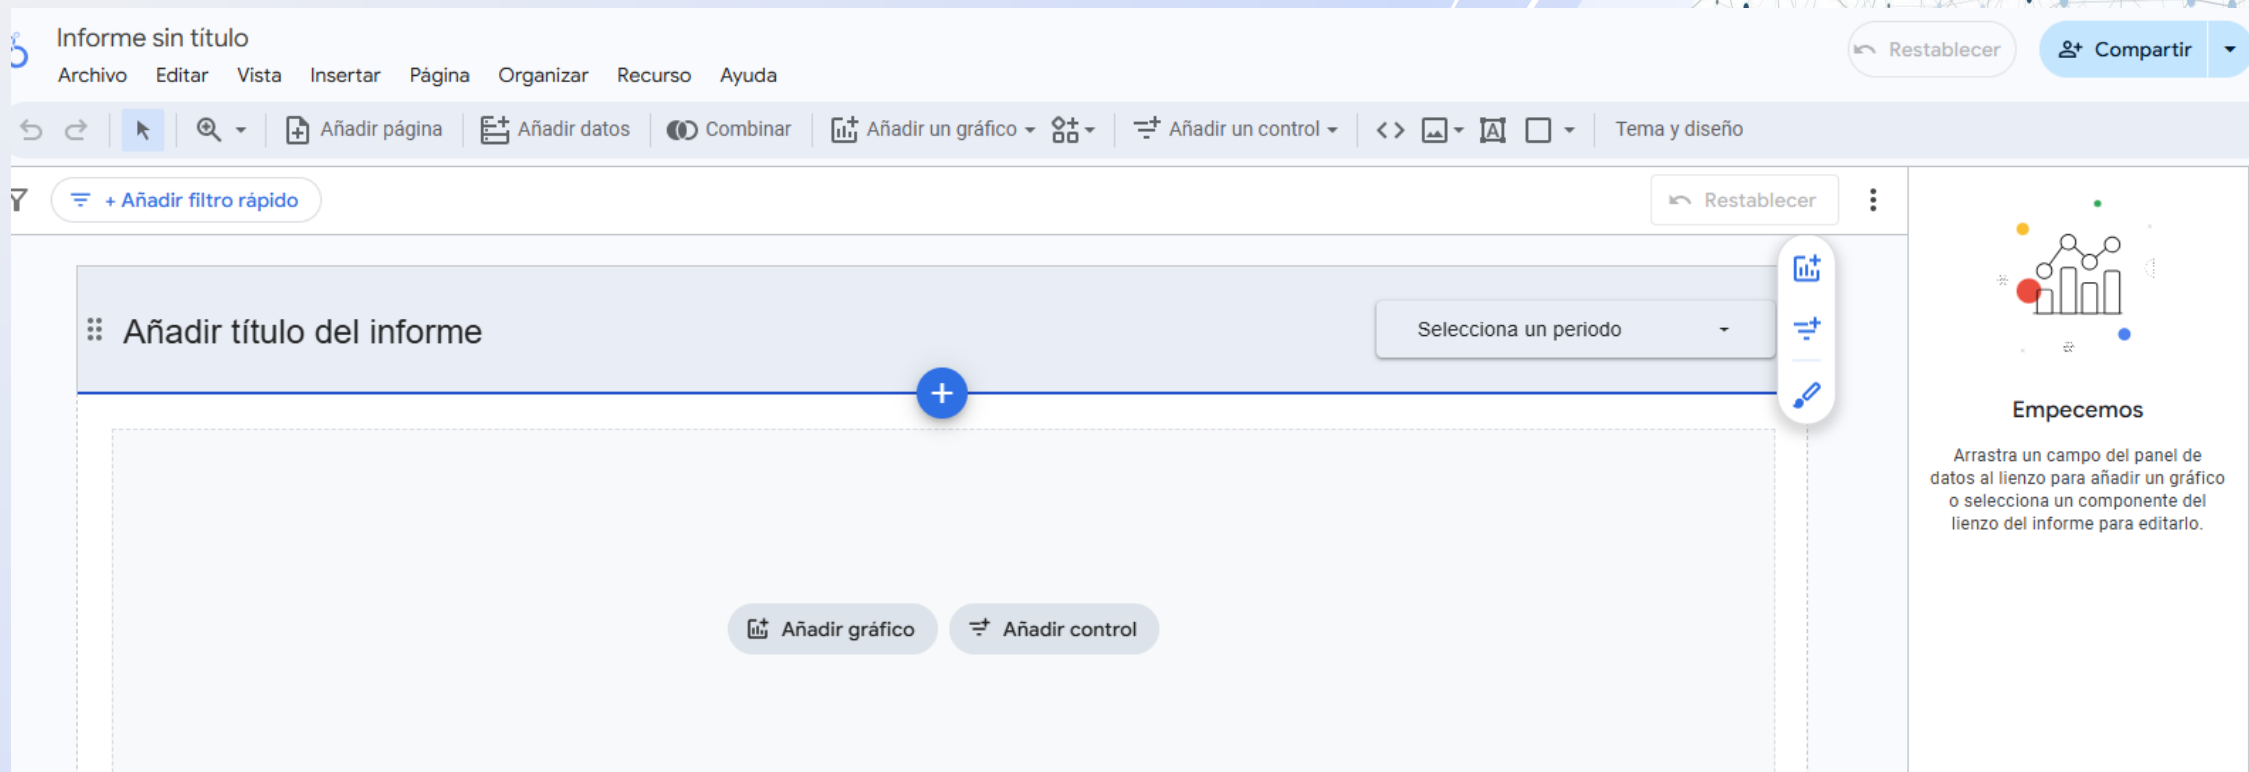 Informe sin título
Restablecer
Compartir
Archivo Editar Vista Insertar Página Organizar Recurso Ayuda
Añadir página Añadir datos Combinar Añadir un gráfico Añadir un control Tema y diseño
+ Añadir filtro rápido
Restablecer
Añadir título del informe
Selecciona un periodo
Añadir gráfico
Añadir control
Empecemos
Arrastra un campo del panel de
datos al lienzo para añadir un gráfico
o selecciona un componente del
lienzo del informe para editarlo.